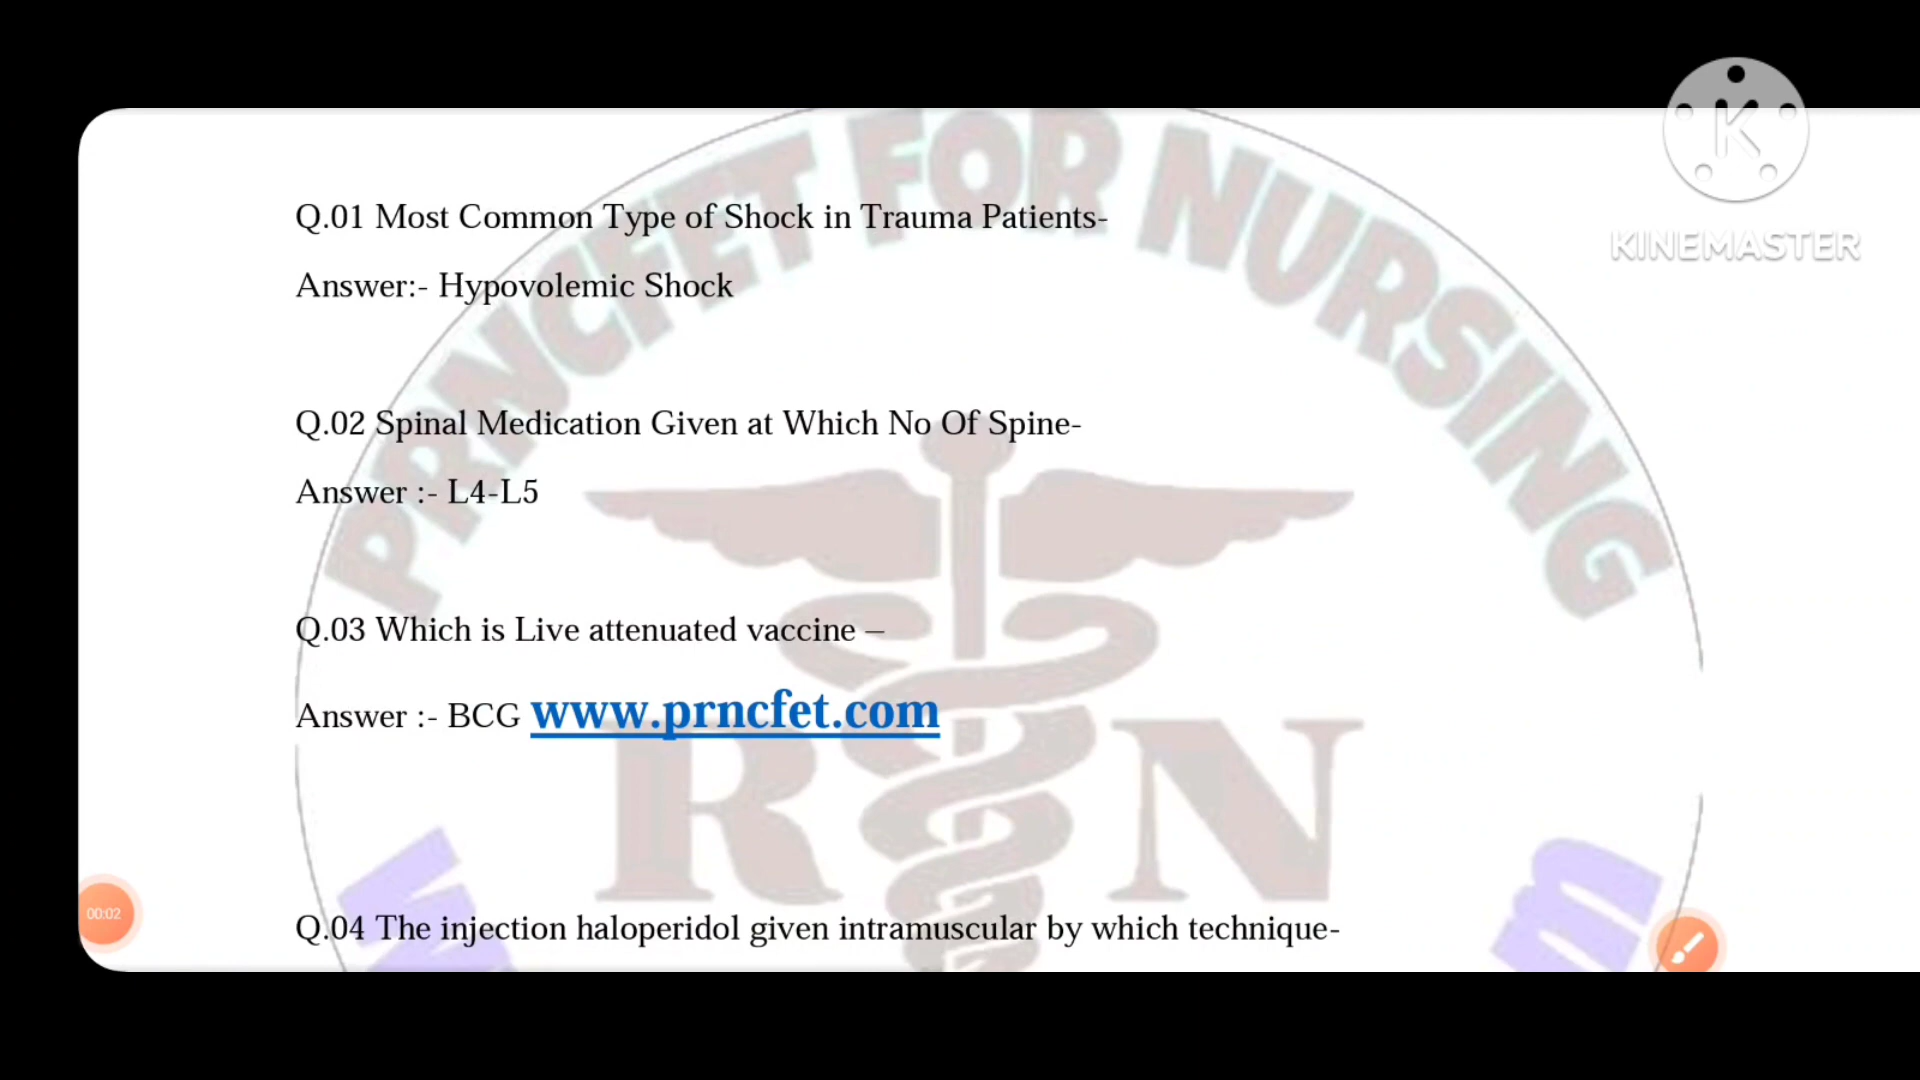 KINEMASTER
PRNCFET FOR NURSING
Q.01 Most Common Type of Shock in Trauma Patients-
Answer:- Hypovolemic Shock
Q.02 Spinal Medication Given at Which No Of Spine-
Answer :- L4-L5
Q.03 Which is Live attenuated vaccine –
Answer :- BCG www.prncfet.com
R N
Q.04 The injection haloperidol given intramuscular by which technique-
00:02